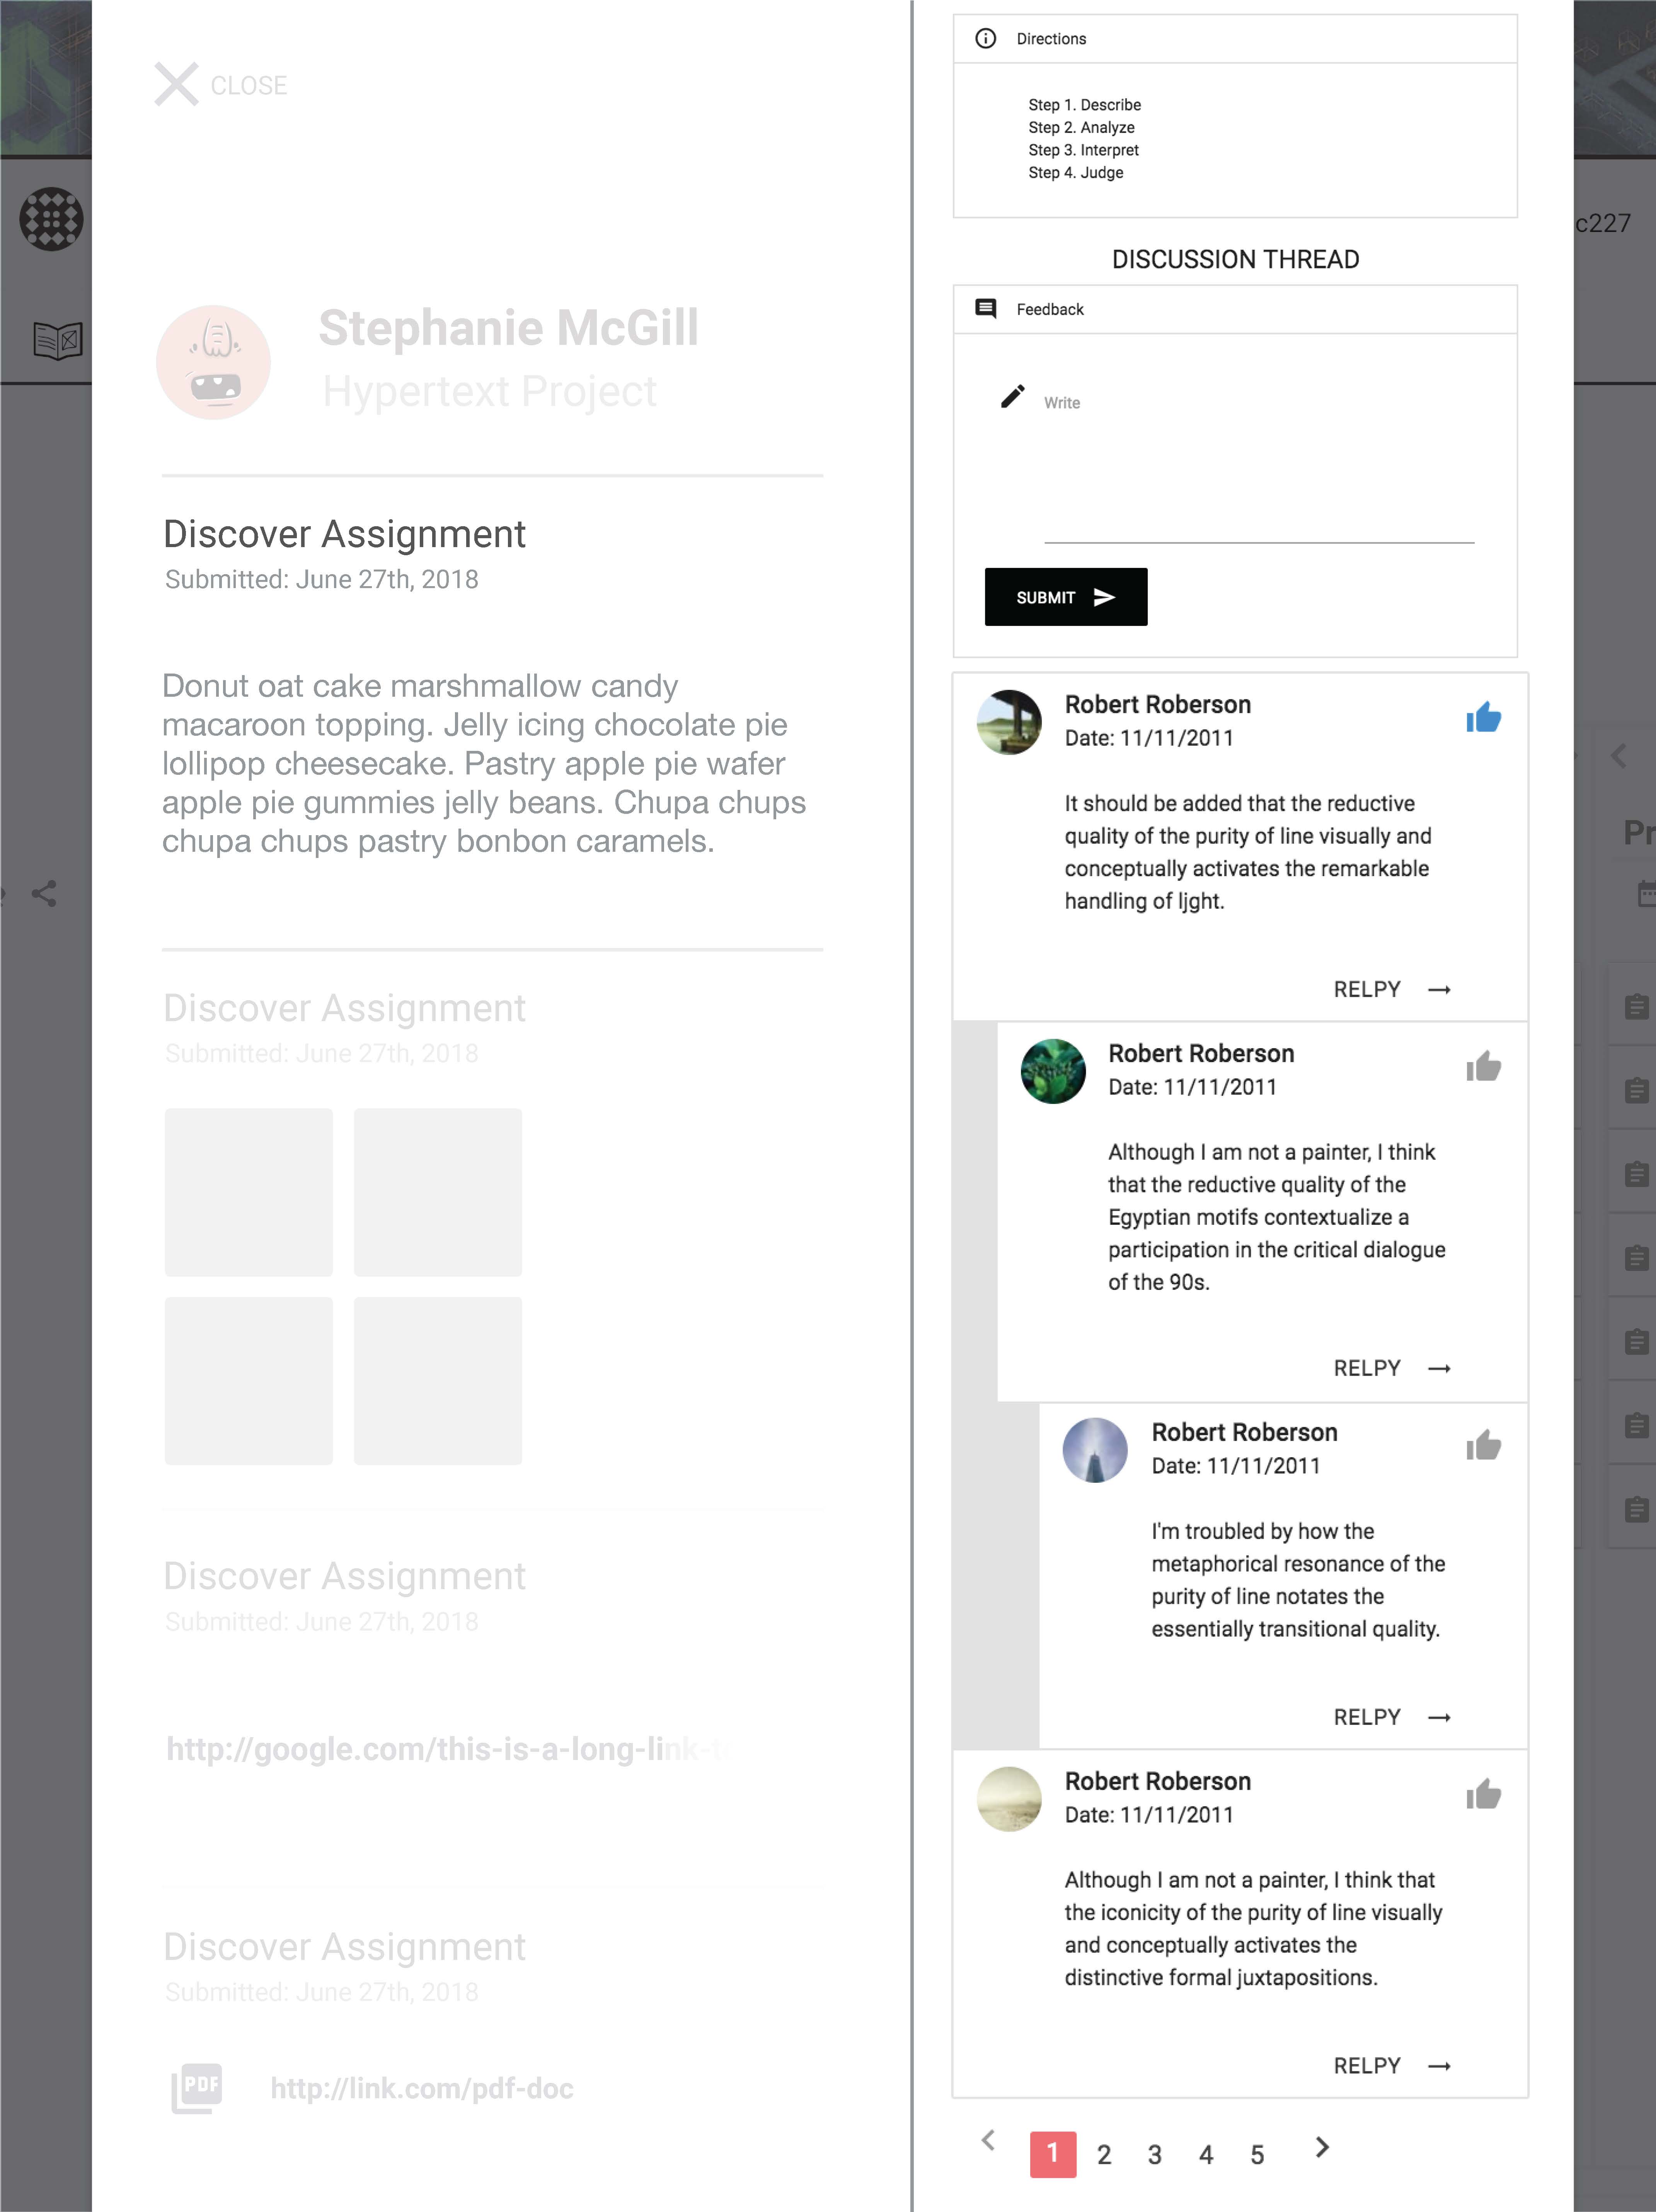 CLOSE
Stephanie McGill
Hypertext Project
Discover Assignment
Submitted: June 27th, 2018
Donut oat cake marshmallow candy
macaroon topping. Jelly icing chocolate pie
lollipop cheesecake. Pastry apple pie wafer
apple pie gummies jelly beans. Chupa chups
chupa chups pastry bonbon caramels.
Discover Assignment
Submitted: June 27th, 2018
Discover Assignment
Submitted: June 27th, 2018
http://google.com/this-is-a-long-link-t
Discover Assignment
Submitted: June 27th, 2018
PDF
http://link.com/pdf-doc
Directions
Step 1. Describe
Step 2. Analyze
Step 3. Interpret
Step 4. Judge
DISCUSSION THREAD
Feedback
Write
SUBMIT
Robert Roberson
Date: 11/11/2011
It should be added that the reductive
quality of the purity of line visually and
conceptually activates the remarkable
handling of ljght.
RELPY
Robert Roberson
Date: 11/11/2011
Although I am not a painter, I think
that the reductive quality of the
Egyptian motifs contextualize a
participation in the critical dialogue
of the 90s.
RELPY
Robert Roberson
Date: 11/11/2011
I'm troubled by how the
metaphorical resonance of the
purity of line notates the
essentially transitional quality.
RELPY
Robert Roberson
Date: 11/11/2011
Although I am not a painter, I think that
the iconicity of the purity of line visually
and conceptually activates the
distinctive formal juxtapositions.
RELPY
1 2 3 4 5
c227
Pr